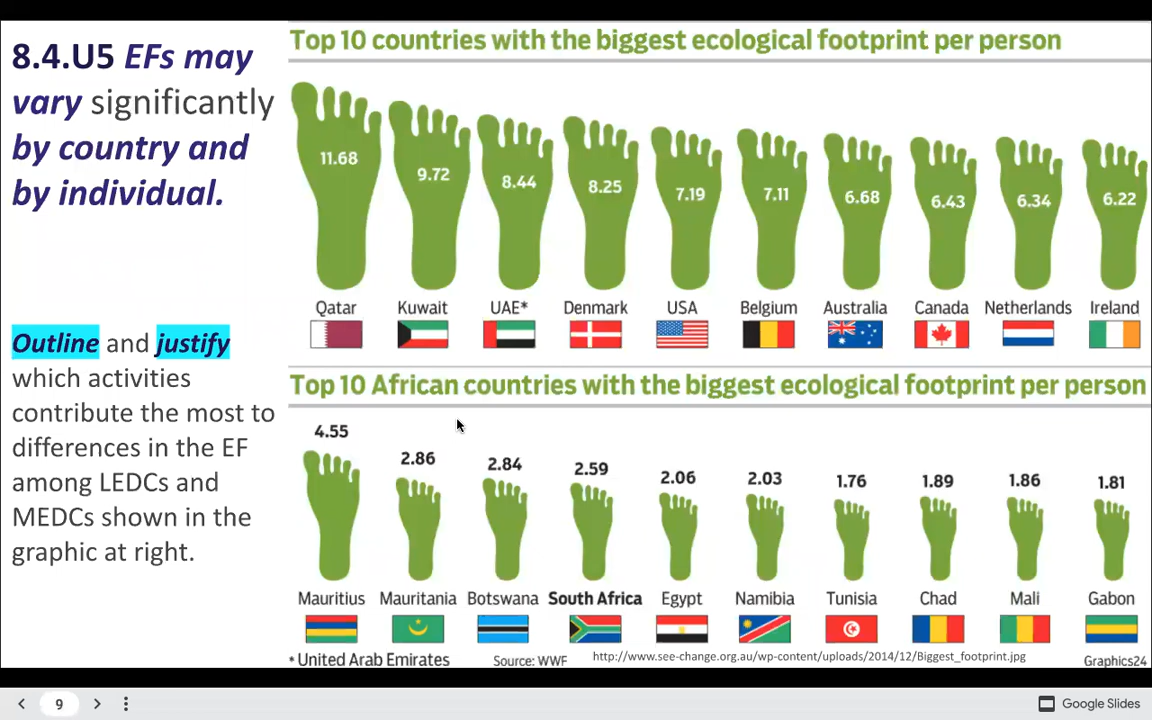 8.4.U5 EFs may
vary significantly
by country and
by individual.
Outline and justify
which activities
contribute the most to
differences in the EF
among LEDCs and
MEDCs shown in the
graphic at right.
Top 10 countries with the biggest ecological footprint per person
11.68 9.72 8.44 8.25 7.19 7.11 6.68 6.43 6.34 6.22
Qatar Kuwait UAE* Denmark USA Belgium Australia Canada Netherlands Ireland
Top 10 African countries with the biggest ecological footprint per person
4.55 2.86 2.84 2.59 2.06 2.03 1.76 1.89 1.86 1.81
Mauritius Mauritania Botswana South Africa Egypt Namibia Tunisia Chad Mali Gabon
* United Arab Emirates Source: WWF http://www.see-change.org.au/wp-content/uploads/2014/12/Biggest_footprint.jpg Graphics24
9 Google Slides